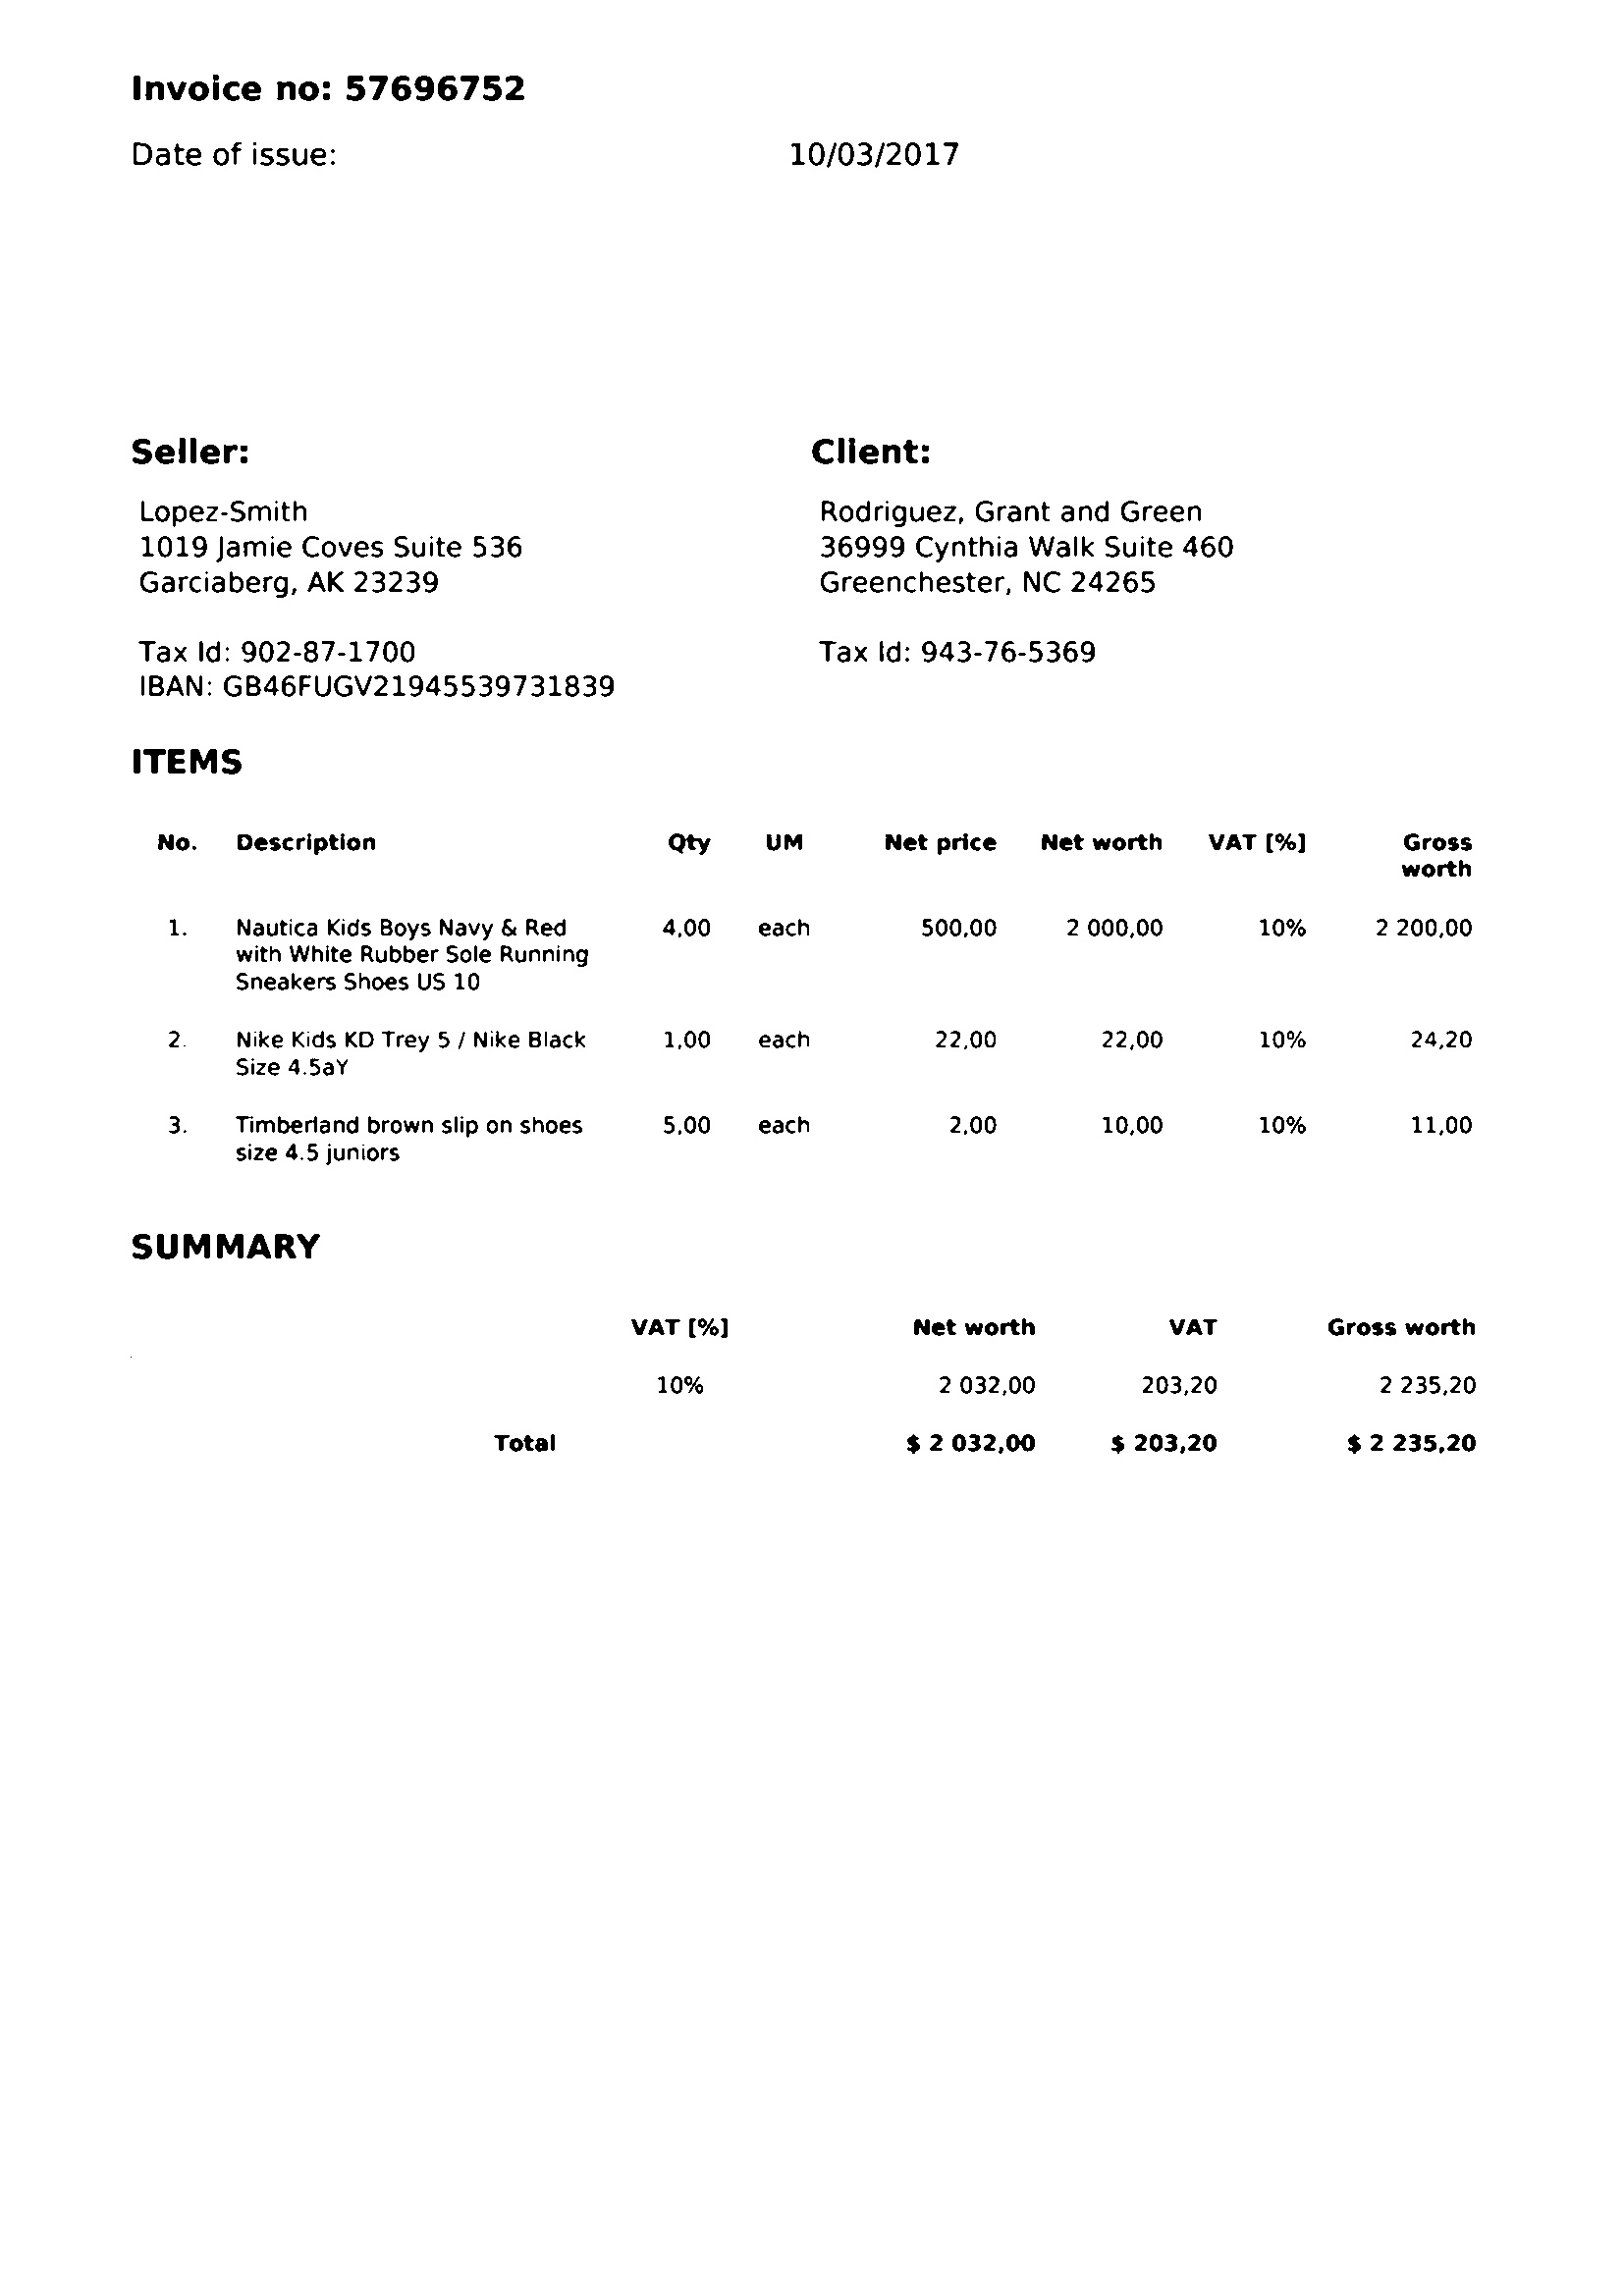 Invoice no: 57696752
Date of issue: 10/03/2017
Seller: Client:
Lopez-Smith Rodriguez, Grant and Green
1019 Jamie Coves Suite 536 36999 Cynthia Walk Suite 460
Garciaberg, AK 23239 Greenchester, NC 24265
Tax Id: 902-87-1700 Tax Id: 943-76-5369
IBAN: GB46FUGV21945539731839
ITEMS
No. Description Qty UM Net price Net worth VAT [%] Gross
worth
1. Nautica Kids Boys Navy & Red 4,00 each 500,00 2 000,00 10% 2 200,00
with White Rubber Sole Running
Sneakers Shoes US 10
2. Nike Kids KD Trey 5 / Nike Black 1,00 each 22,00 22,00 10% 24,20
Size 4.5aY
3. Timberland brown slip on shoes 5,00 each 2,00 10,00 10% 11,00
size 4.5 juniors
SUMMARY
VAT [%] Net worth VAT Gross worth
10% 2 032,00 203,20 2 235,20
Total $ 2 032,00 $ 203,20 $ 2 235,20